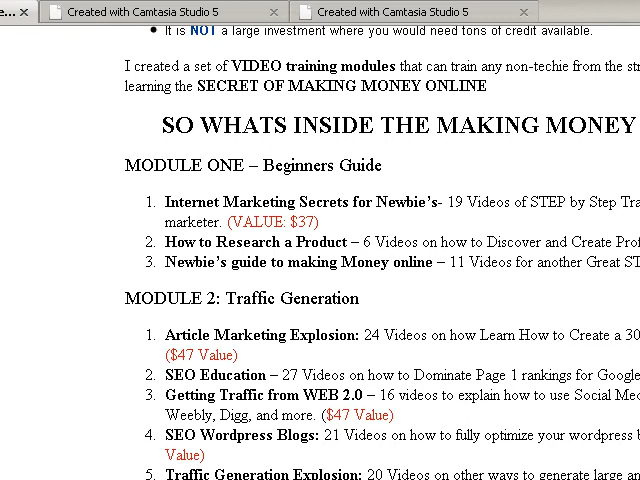 e... ×
Created with Camtasia Studio 5 ×
Created with Camtasia Studio 5 ×
• It is NOT a large investment where you would need tons of credit available.
I created a set of VIDEO training modules that can train any non-techie from the
learning the SECRET OF MAKING MONEY ONLINE
SO WHATS INSIDE THE MAKING MONEY
MODULE ONE – Beginners Guide
1. Internet Marketing Secrets for Newbie’s- 19 Videos of STEP by Step
marketer. (VALUE: $37)
2. How to Research a Product – 6 Videos on how to Discover and Create
3. Newbie’s guide to making Money online – 11 Videos for another Great
MODULE 2: Traffic Generation
1. Article Marketing Explosion: 24 Videos on how Learn How to Create a 30
($47 Value)
2. SEO Education – 27 Videos on how to Dominate Page 1 rankings for Google
3. Getting Traffic from WEB 2.0 – 16 videos to explain how to use Social
Weebly, Digg, and more. ($47 Value)
4. SEO Wordpress Blogs: 21 Videos on how to fully optimize your wordpress
Value)
5. Traffic Generation Explosion: 20 Videos on other ways to generate large